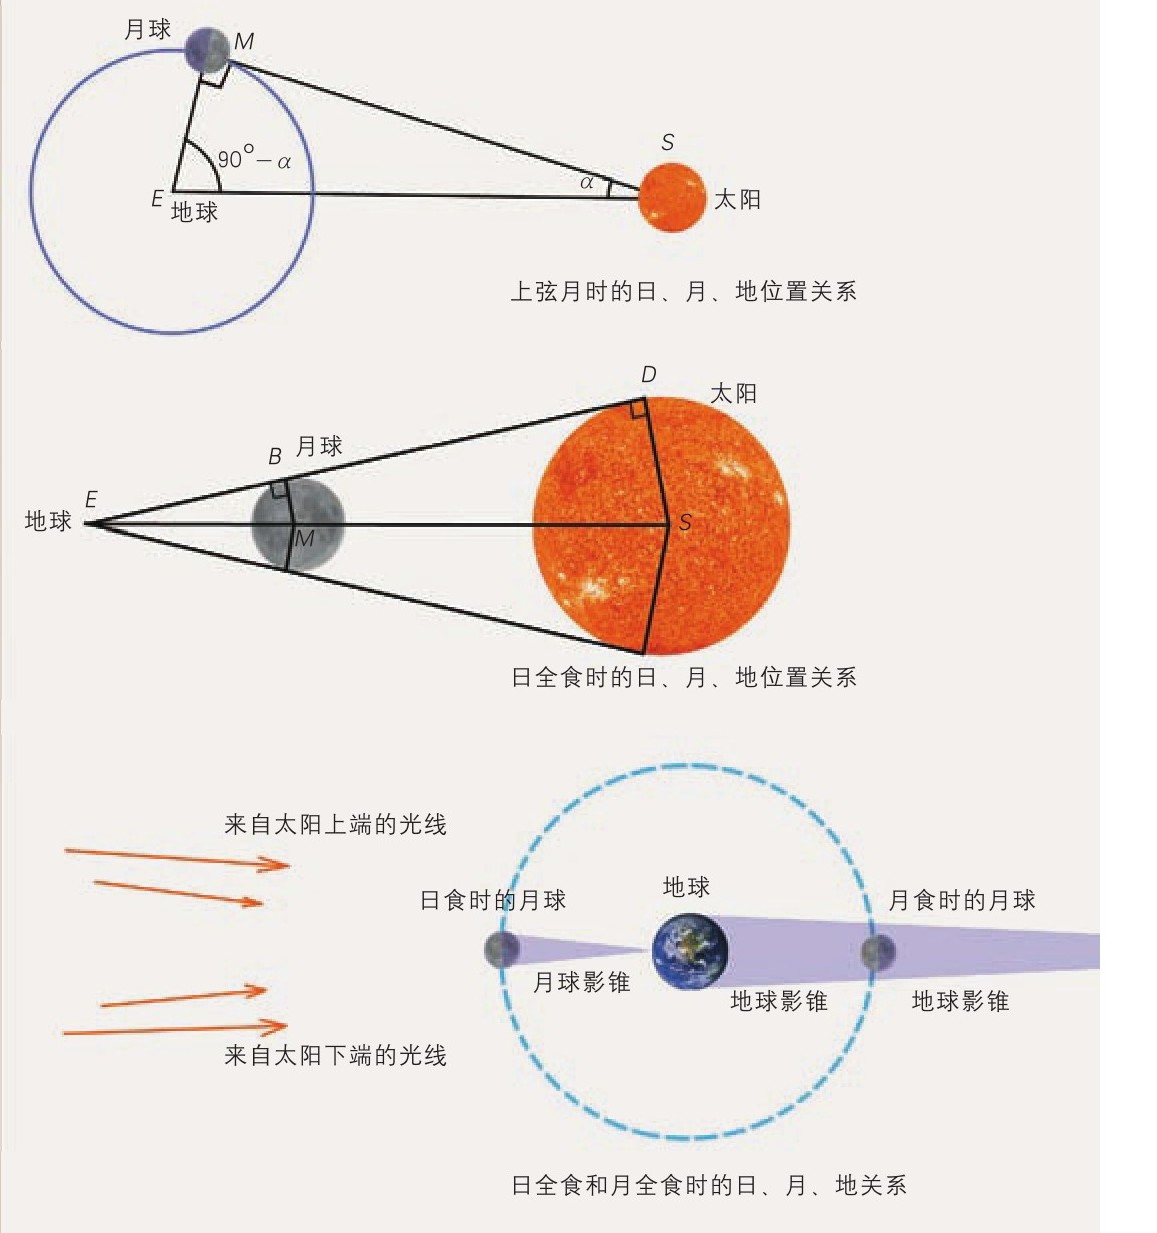 月球 M
S
90°－α
α
E
地球
太阳
上弦月时的日、月、地位置关系
D
太阳
B 月球
E
地球
M
S
日全食时的日、月、地位置关系
来自太阳上端的光线
日食时的月球
地球
月食时的月球
月球影锥
地球影锥
地球影锥
来自太阳下端的光线
日全食和月全食时的日、月、地关系